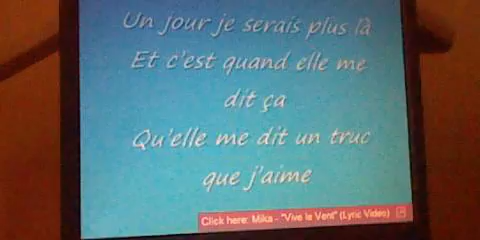 Un jour je serais plus là
Et c'est quand elle me
dit ça
Qu'elle me dit un truc
que j'aime
Click here: Mika - "Vive le Vent" (Lyric Video)